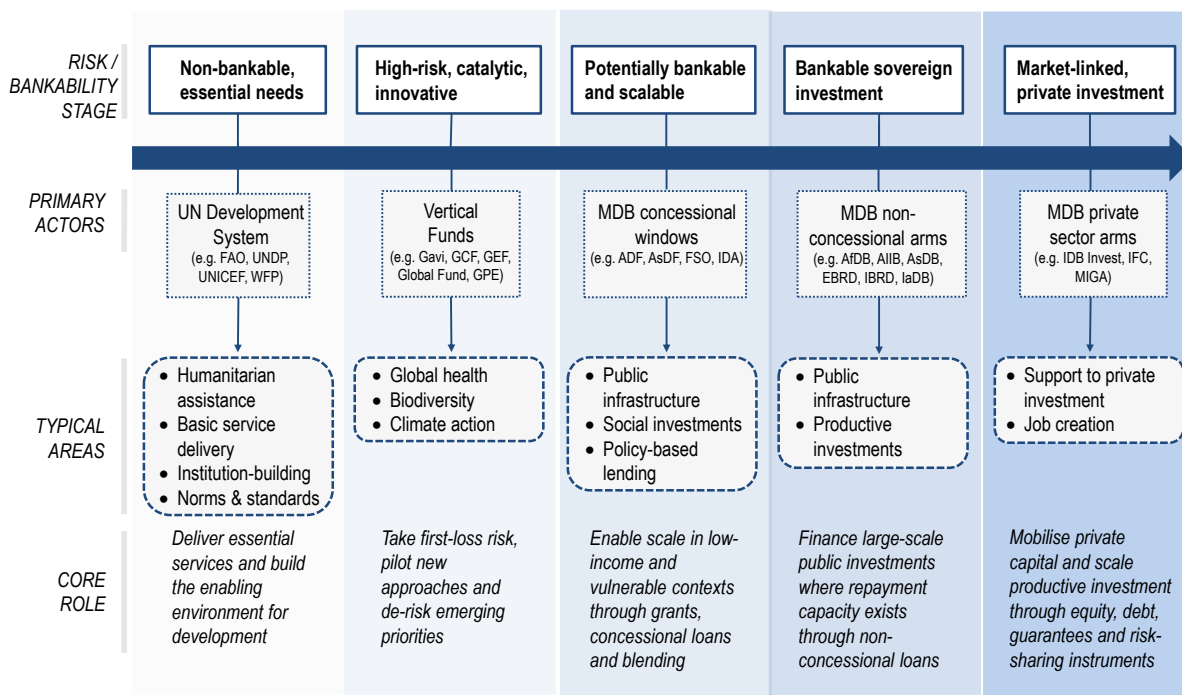 RISK /
BANKABILITY
STAGE
Non-bankable,
essential needs
High-risk, catalytic,
innovative
Potentially bankable
and scalable
Bankable sovereign
investment
Market-linked,
private investment
PRIMARY
ACTORS
UN Development
System
(e.g. FAO, UNDP,
UNICEF, WFP)
Vertical
Funds
(e.g. Gavi, GCF, GEF,
Global Fund, GPE)
MDB concessional
windows
(e.g. ADF, AsDF, FSO, IDA)
MDB non-
concessional arms
(e.g. AfDB, AIIB, AsDB,
EBRD, IBRD, IaDB)
MDB private
sector arms
(e.g. IDB Invest, IFC,
MIGA)
TYPICAL
AREAS
• Humanitarian
assistance
• Basic service
delivery
• Institution-building
• Norms & standards
• Global health
• Biodiversity
• Climate action
• Public
infrastructure
• Social investments
• Policy-based
lending
• Public
infrastructure
• Productive
investments
• Support to private
investment
• Job creation
CORE
ROLE
Deliver essential
services and build
the enabling
environment for
development
Take first-loss risk,
pilot new
approaches and
de-risk emerging
priorities
Enable scale in low-
income and
vulnerable contexts
through grants,
concessional loans
and blending
Finance large-scale
public investments
where repayment
capacity exists
through non-
concessional loans
Mobilise private
capital and scale
productive investment
through equity, debt,
guarantees and risk-
sharing instruments